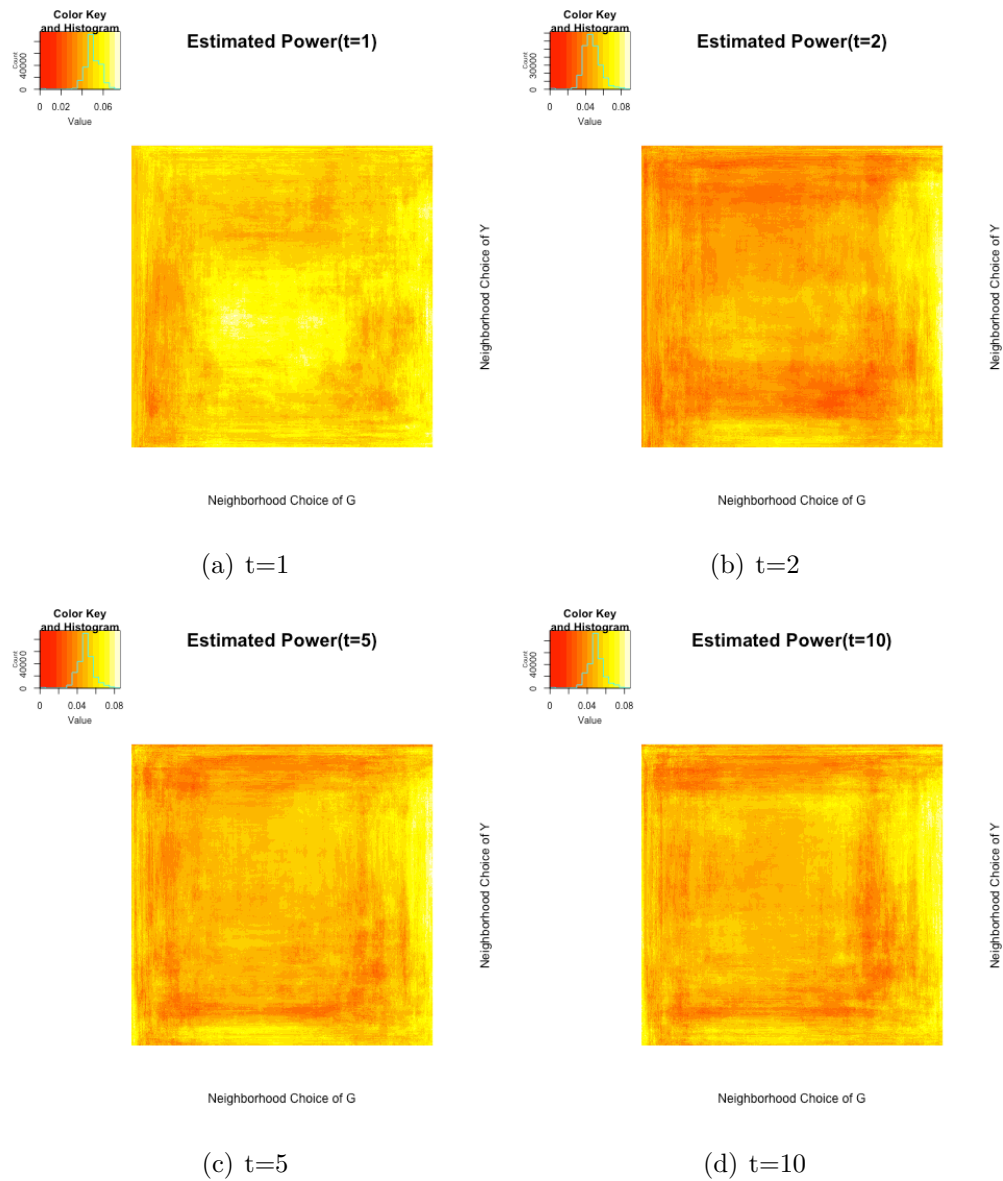 Color Key
and Histogram
Estimated Power(t=1)
Count
0 40000
0 0.02 0.06
Value
Neighborhood Choice of Y
Neighborhood Choice of G
(a) t=1
Color Key
and Histogram
Estimated Power(t=2)
Count
0 30000
0 0.04 0.08
Value
Neighborhood Choice of Y
Neighborhood Choice of G
(b) t=2
Color Key
and Histogram
Estimated Power(t=5)
Count
0 40000
0 0.04 0.08
Value
Neighborhood Choice of Y
Neighborhood Choice of G
(c) t=5
Color Key
and Histogram
Estimated Power(t=10)
Count
0 40000
0 0.04 0.08
Value
Neighborhood Choice of Y
Neighborhood Choice of G
(d) t=10